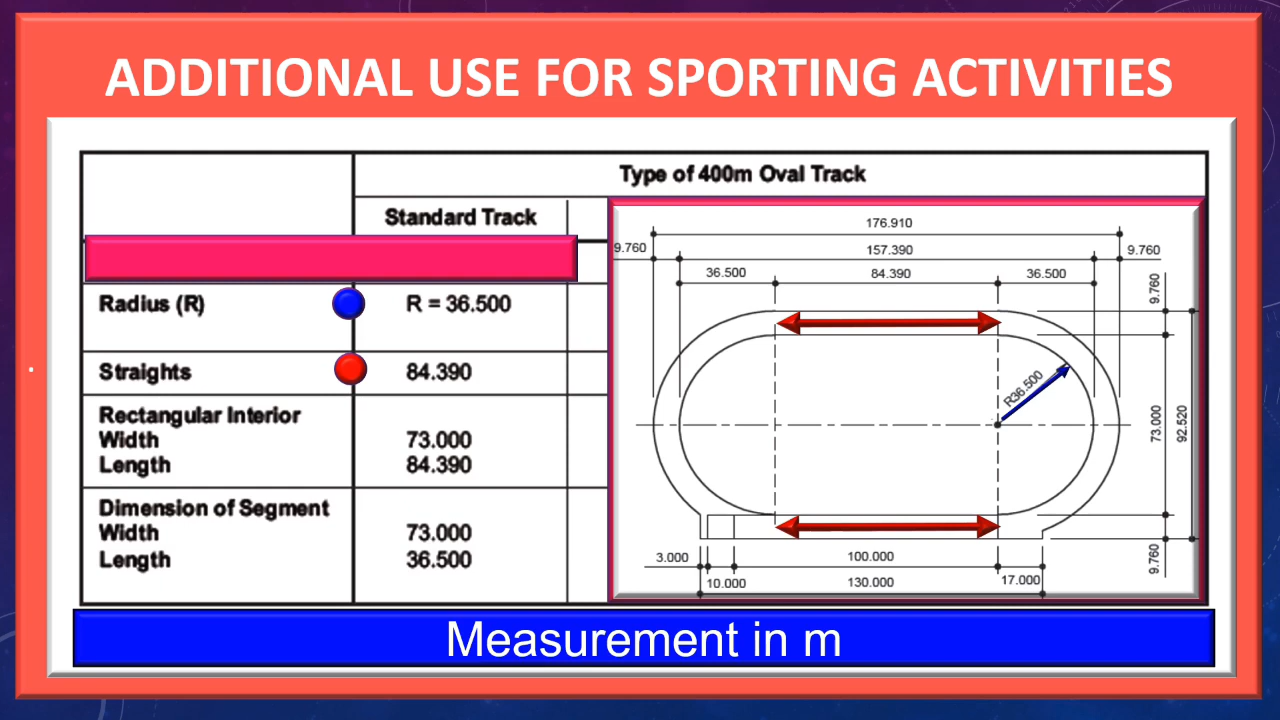 ADDITIONAL USE FOR SPORTING ACTIVITIES
Type of 400m Oval Track
Standard Track
Radius (R) R = 36.500
Straights 84.390
Rectangular Interior
Width 73.000
Length 84.390
Dimension of Segment
Width 73.000
Length 36.500
176.910
9.760 157.390 9.760
36.500 84.390 36.500
9.760
R36.500
73.000
92.520
3.000 100.000
9.760
10.000 130.000 17.000
Measurement in m